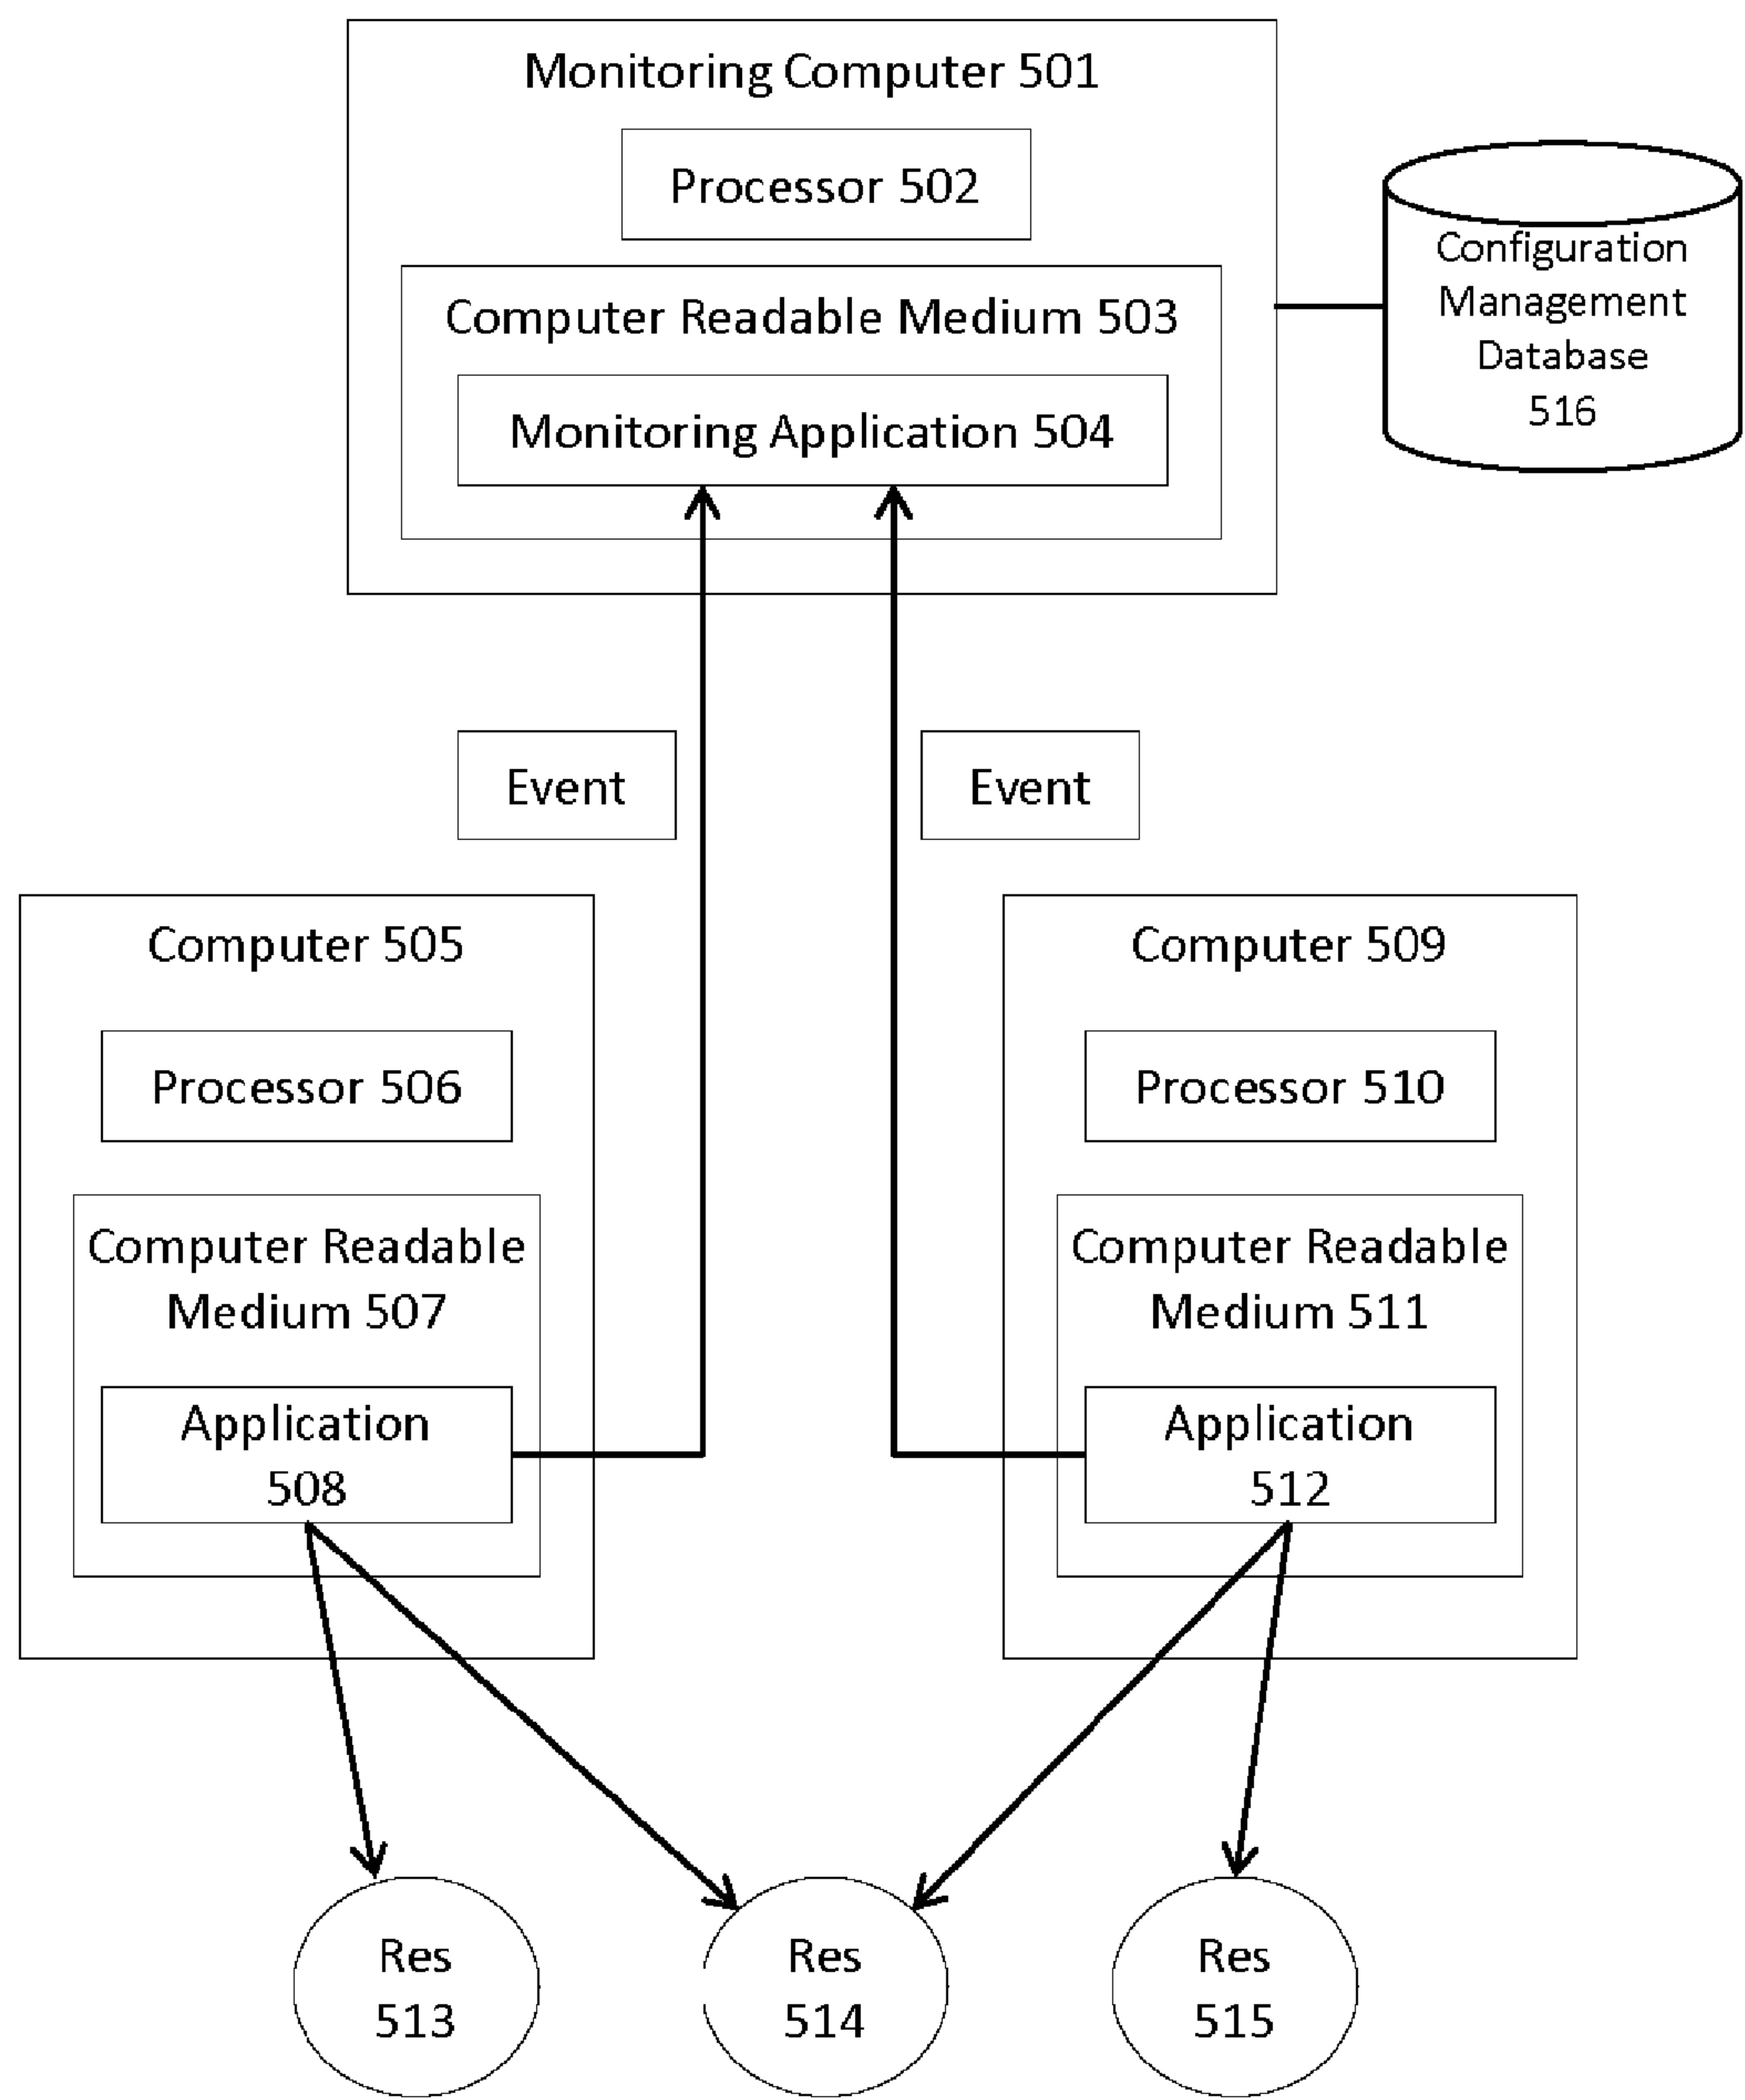 Monitoring Computer 501
Processor 502
Computer Readable Medium 503
Monitoring Application 504
Configuration
Management
Database
516
Event
Event
Computer 505
Processor 506
Computer Readable
Medium 507
Application
508
Computer 509
Processor 510
Computer Readable
Medium 511
Application
512
Res
513
Res
514
Res
515